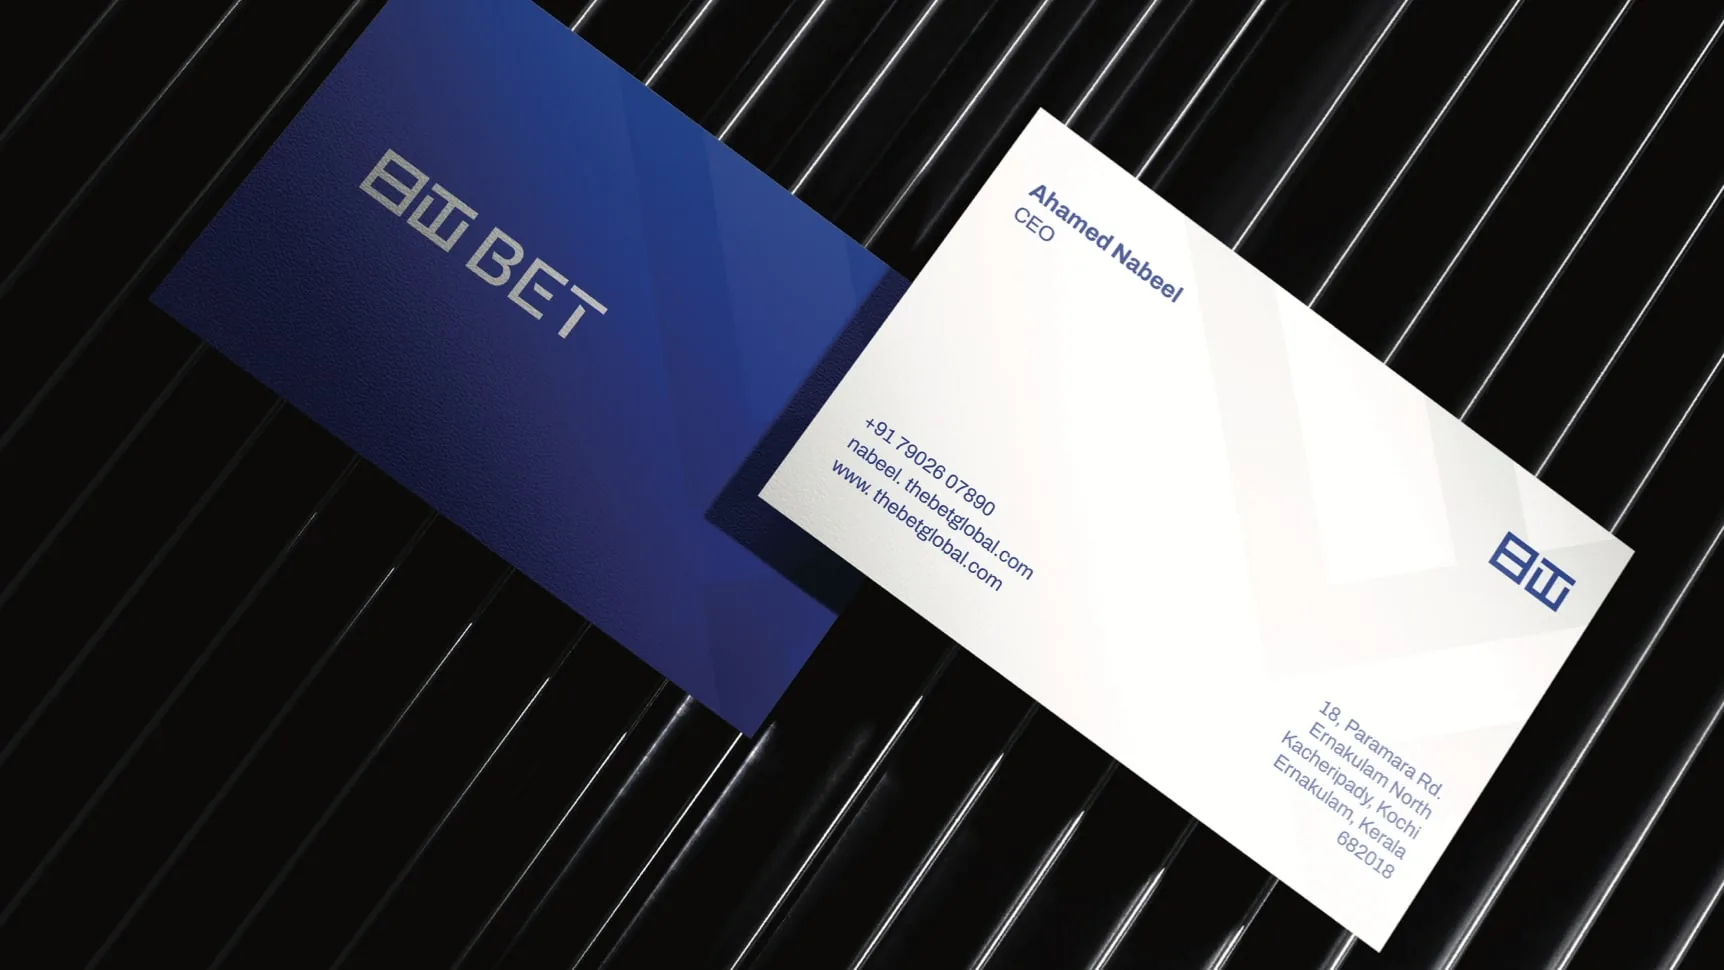 BET
Ahamed Nabeel
CEO
+91 79026 07890
nabeel. thebetglobal.com
www. thebetglobal.com
18, Paramara Rd.
Ernakulam North
Kacheripady, Kochi
Ernakulam, Kerala
682018